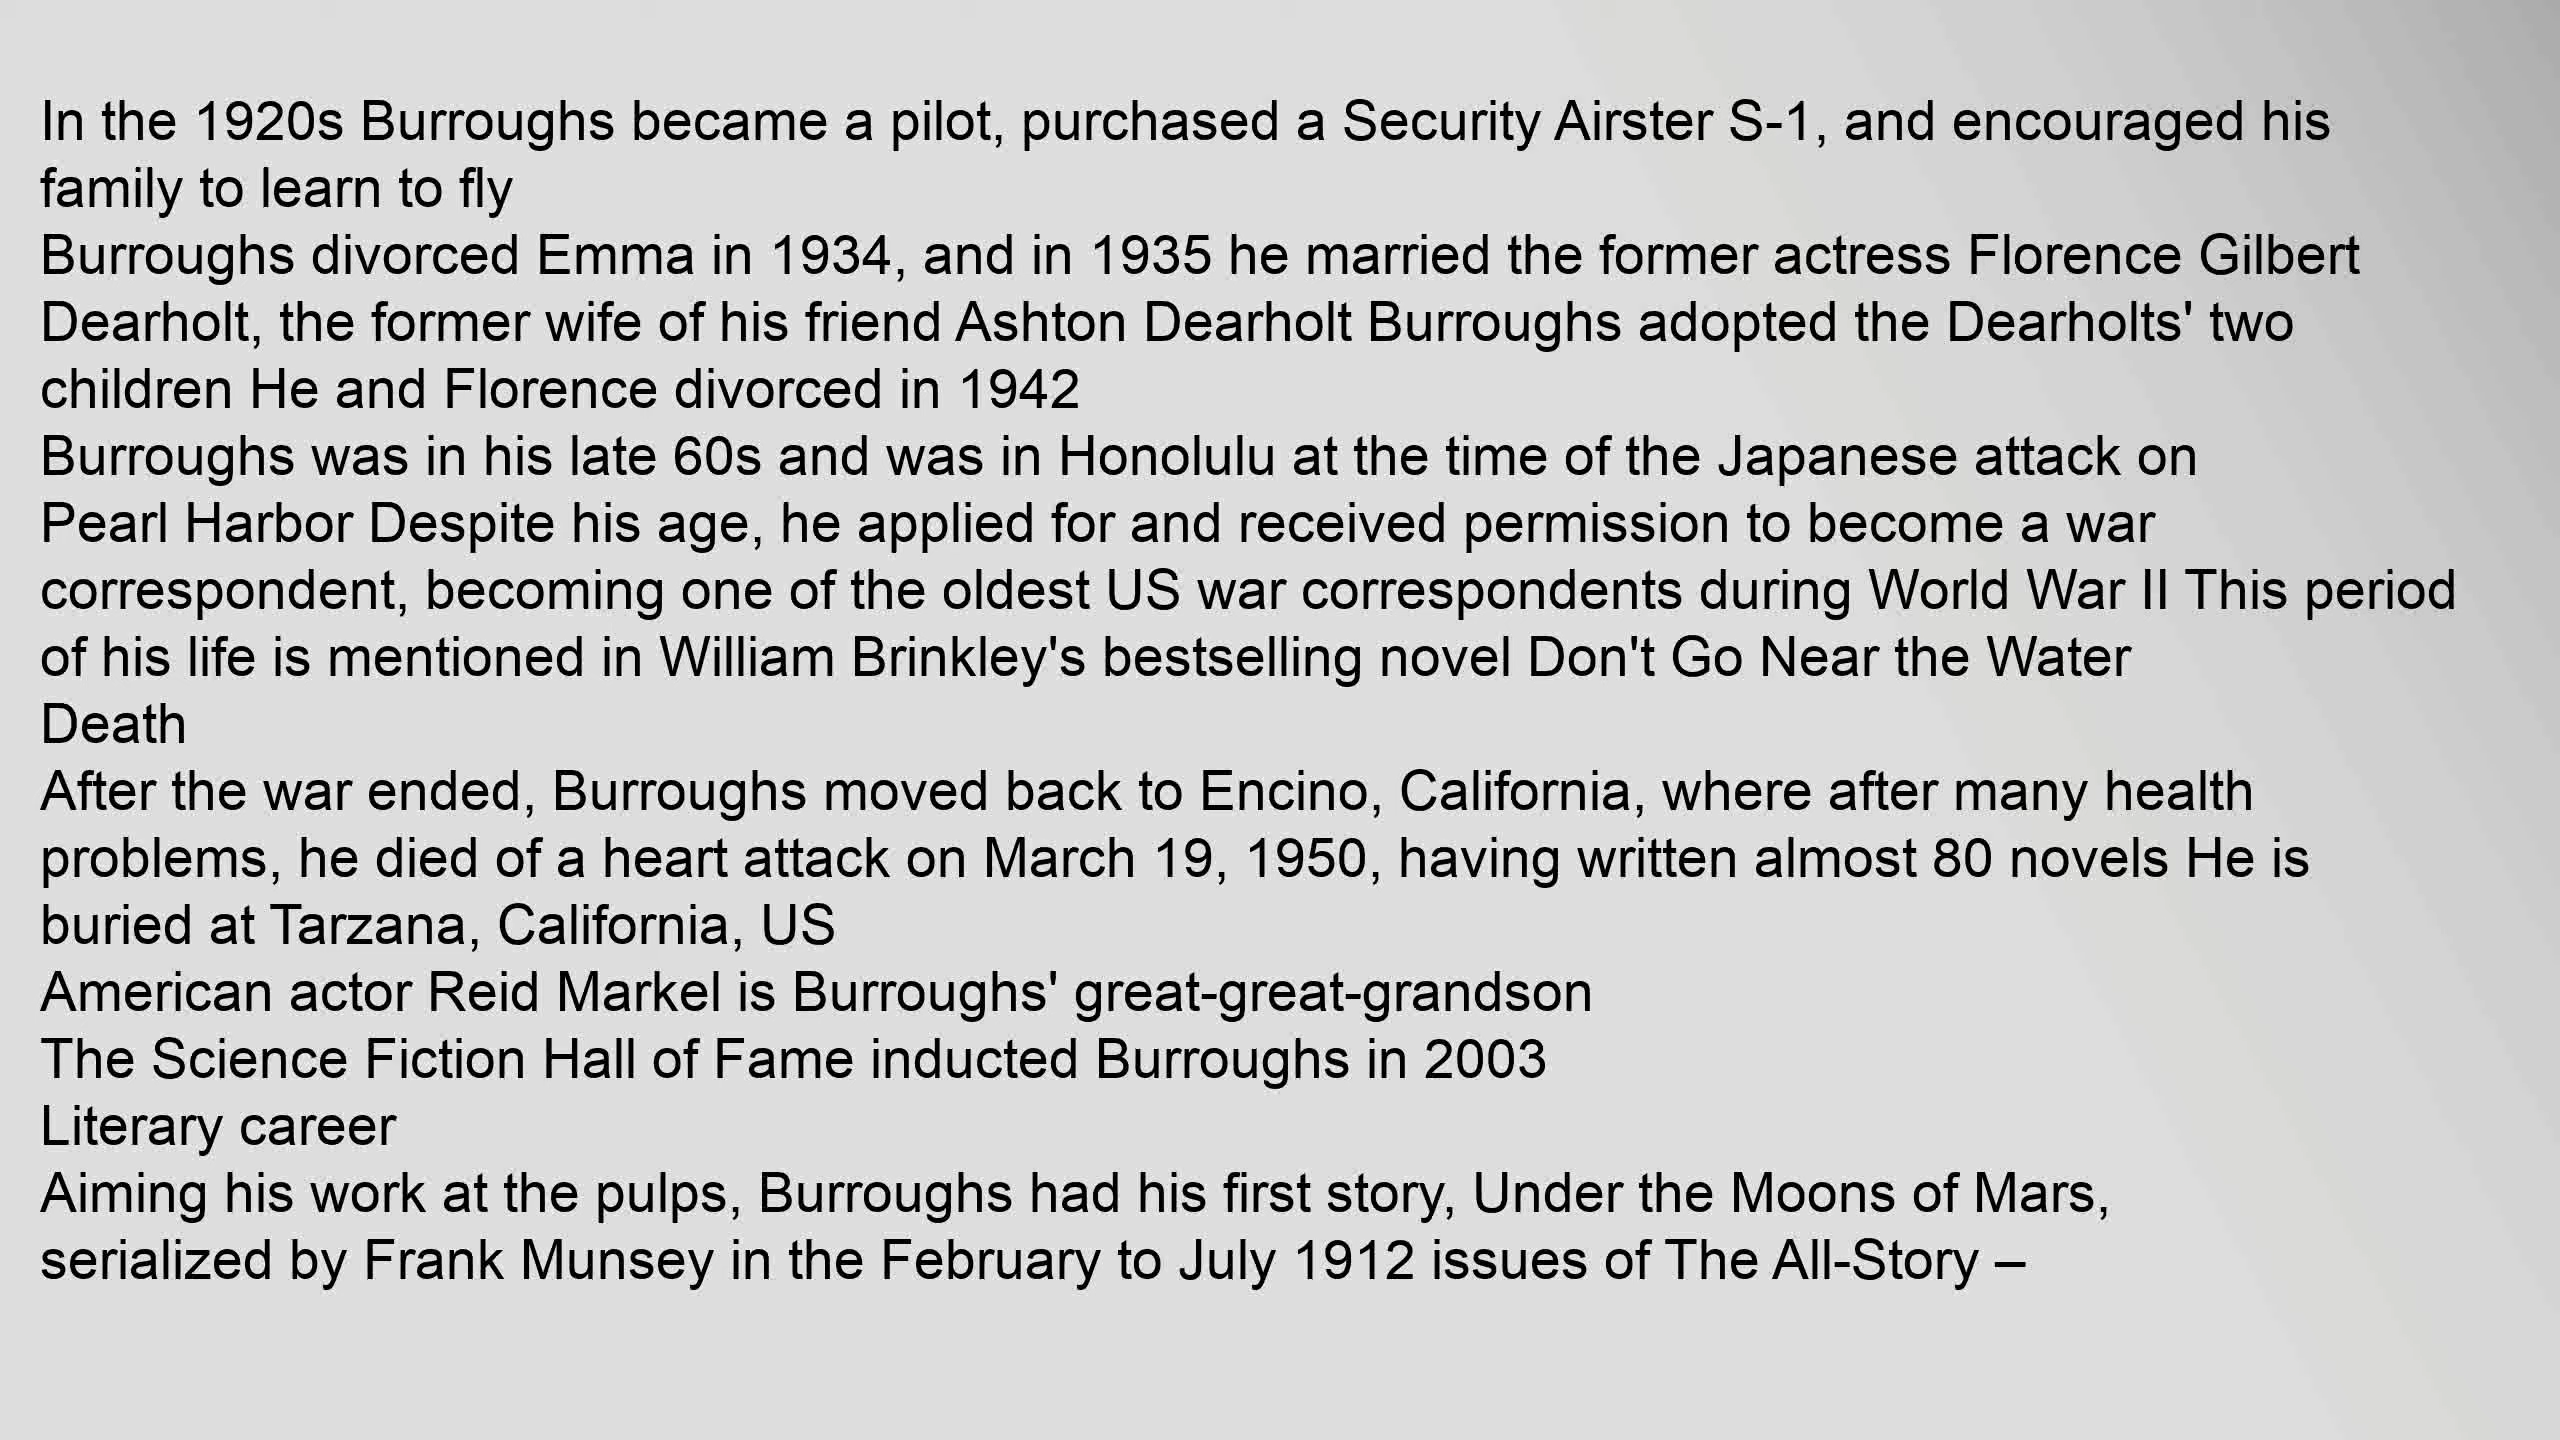 In the 1920s Burroughs became a pilot, purchased a Security Airster S-1, and encouraged his
family to learn to fly
Burroughs divorced Emma in 1934, and in 1935 he married the former actress Florence Gilbert
Dearholt, the former wife of his friend Ashton Dearholt Burroughs adopted the Dearholts' two
children He and Florence divorced in 1942
Burroughs was in his late 60s and was in Honolulu at the time of the Japanese attack on
Pearl Harbor Despite his age, he applied for and received permission to become a war
correspondent, becoming one of the oldest US war correspondents during World War II This period
of his life is mentioned in William Brinkley's bestselling novel Don't Go Near the Water
Death
After the war ended, Burroughs moved back to Encino, California, where after many health
problems, he died of a heart attack on March 19, 1950, having written almost 80 novels He is
buried at Tarzana, California, US
American actor Reid Markel is Burroughs' great-great-grandson
The Science Fiction Hall of Fame inducted Burroughs in 2003
Literary career
Aiming his work at the pulps, Burroughs had his first story, Under the Moons of Mars,
serialized by Frank Munsey in the February to July 1912 issues of The All-Story –